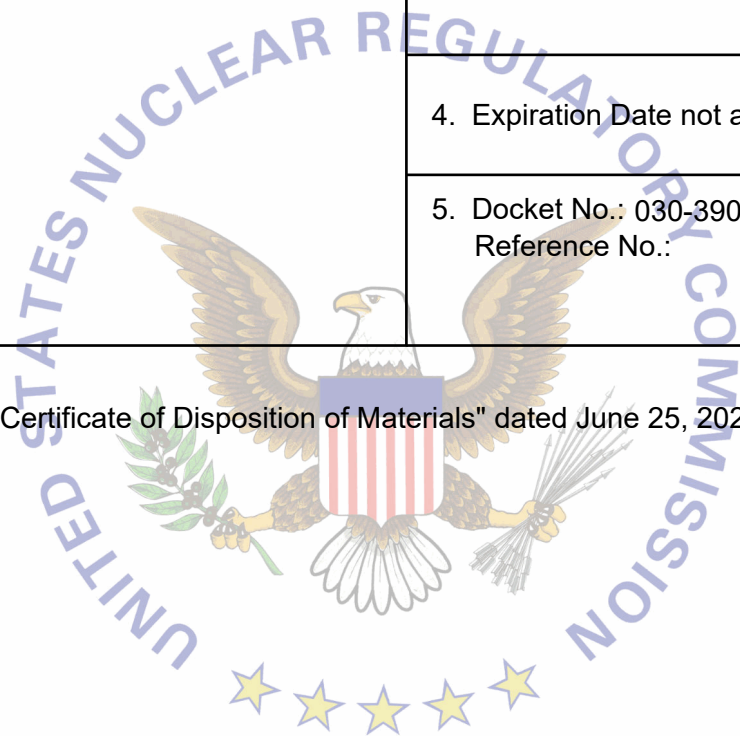 UNITED STATES NUCLEAR REGULATORY COMMISSION
4. Expiration Date not a
5. Docket No.: 030-390
Reference No.:
Certificate of Disposition of Materials" dated June 25, 202